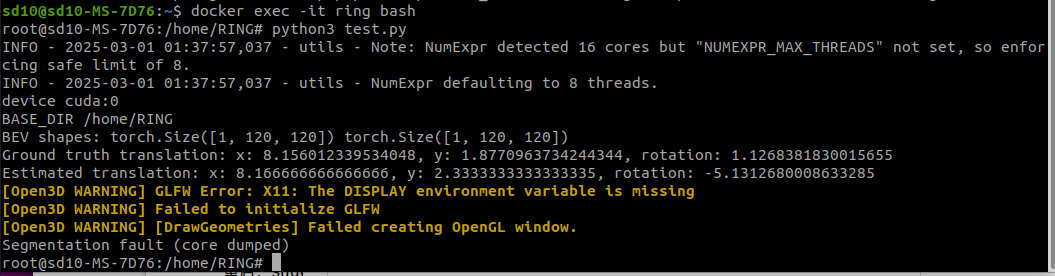 sd10@sd10-MS-7D76:~$ docker exec -it ring bash
root@sd10-MS-7D76:/home/RING# python3 test.py
INFO - 2025-03-01 01:37:57,037 - utils - Note: NumExpr detected 16 cores but "NUMEXPR_MAX_THREADS" not set, so enfor
cing safe limit of 8.
INFO - 2025-03-01 01:37:57,037 - utils - NumExpr defaulting to 8 threads.
device cuda:0
BASE_DIR /home/RING
BEV shapes: torch.Size([1, 120, 120]) torch.Size([1, 120, 120])
Ground truth translation: x: 8.156012339534048, y: 1.8770963734244344, rotation: 1.1268381830015655
Estimated translation: x: 8.166666666666666, y: 2.3333333333333335, rotation: -5.1312680008633285
[Open3D WARNING] GLFW Error: X11: The DISPLAY environment variable is missing
[Open3D WARNING] Failed to initialize GLFW
[Open3D WARNING] [DrawGeometries] Failed creating OpenGL window.
Segmentation fault (core dumped)
root@sd10-MS-7D76:/home/RING#